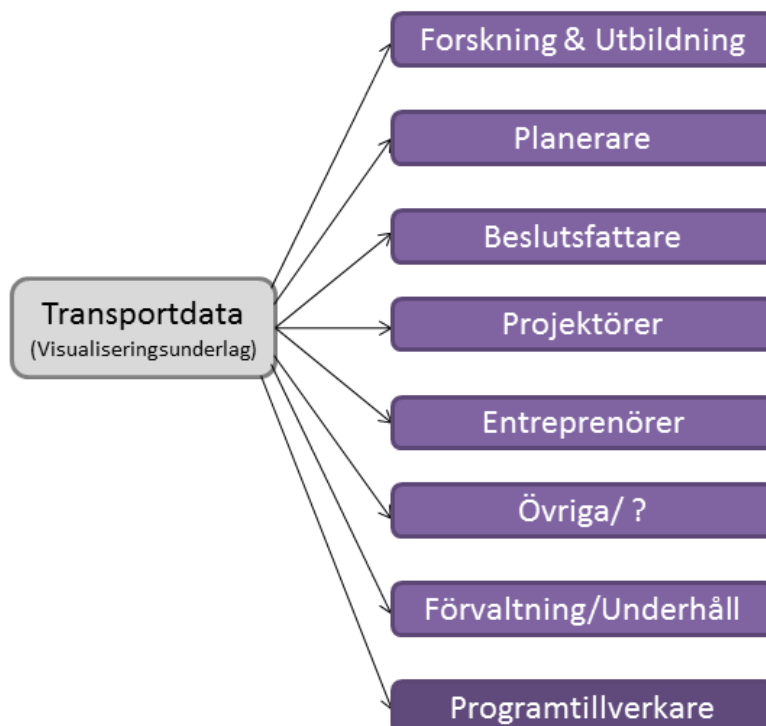 Forskning & Utbildning
Planerare
Beslutsfattare
Transportdata
(Visualiseringsunderlag)
Projektörer
Entreprenörer
Övriga/ ?
Förvaltning/Underhåll
Programtillverkare